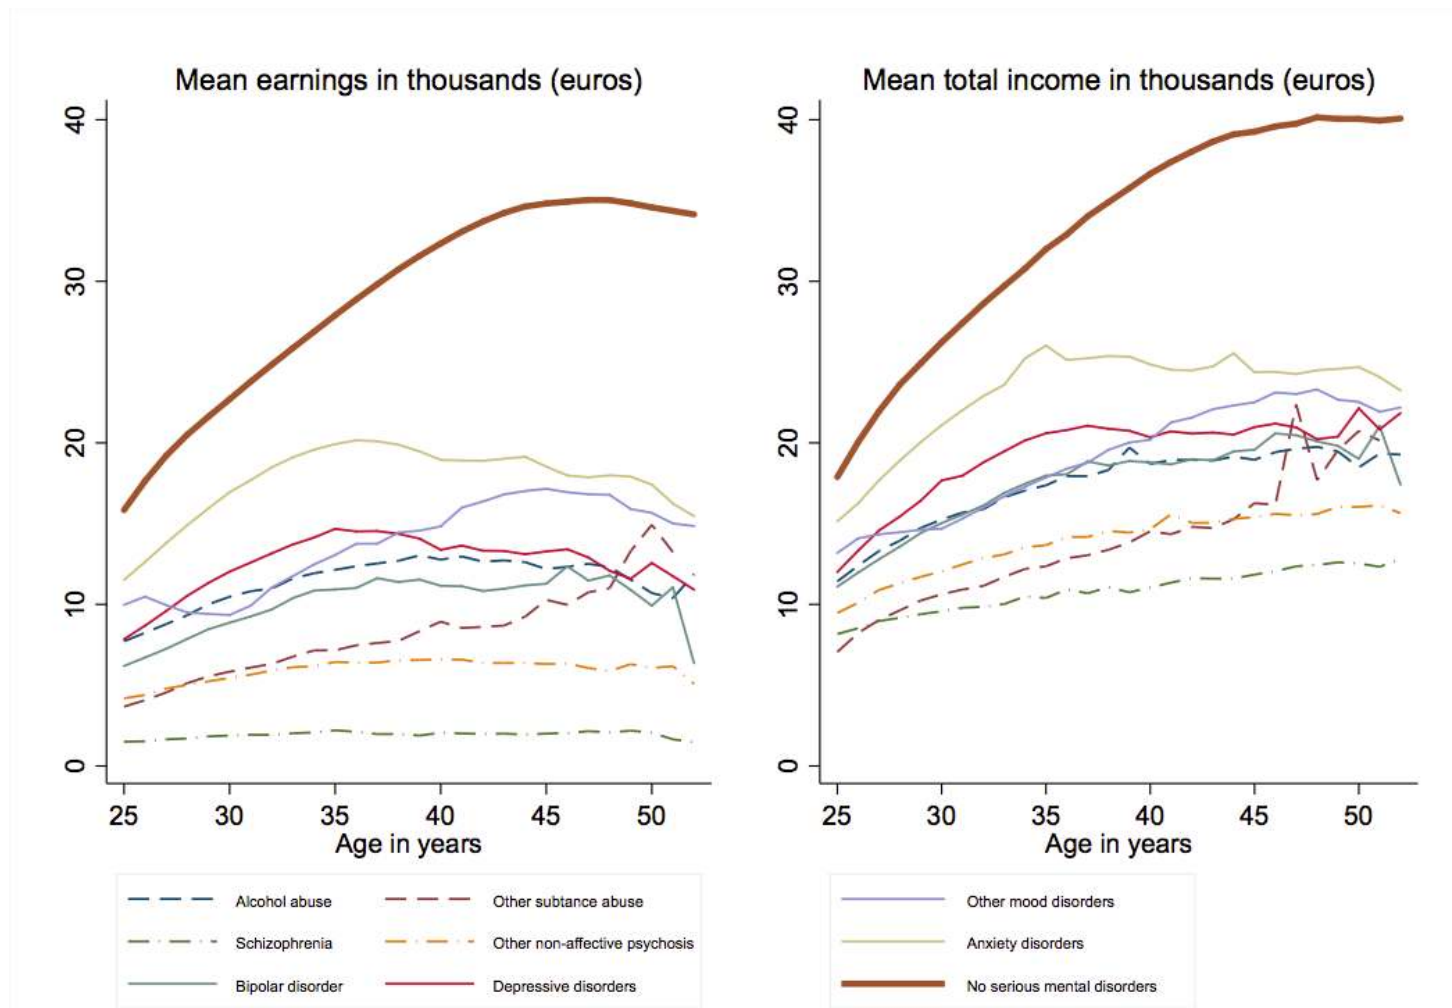 Mean earnings in thousands (euros)
40
30
20
10
0
25 30 35 40 45 50
Age in years
Mean total income in thousands (euros)
40
30
20
10
0
25 30 35 40 45 50
Age in years
Alcohol abuse
Other subtance abuse
Schizophrenia
Other non-affective psychosis
Bipolar disorder
Depressive disorders
Other mood disorders
Anxiety disorders
No serious mental disorders